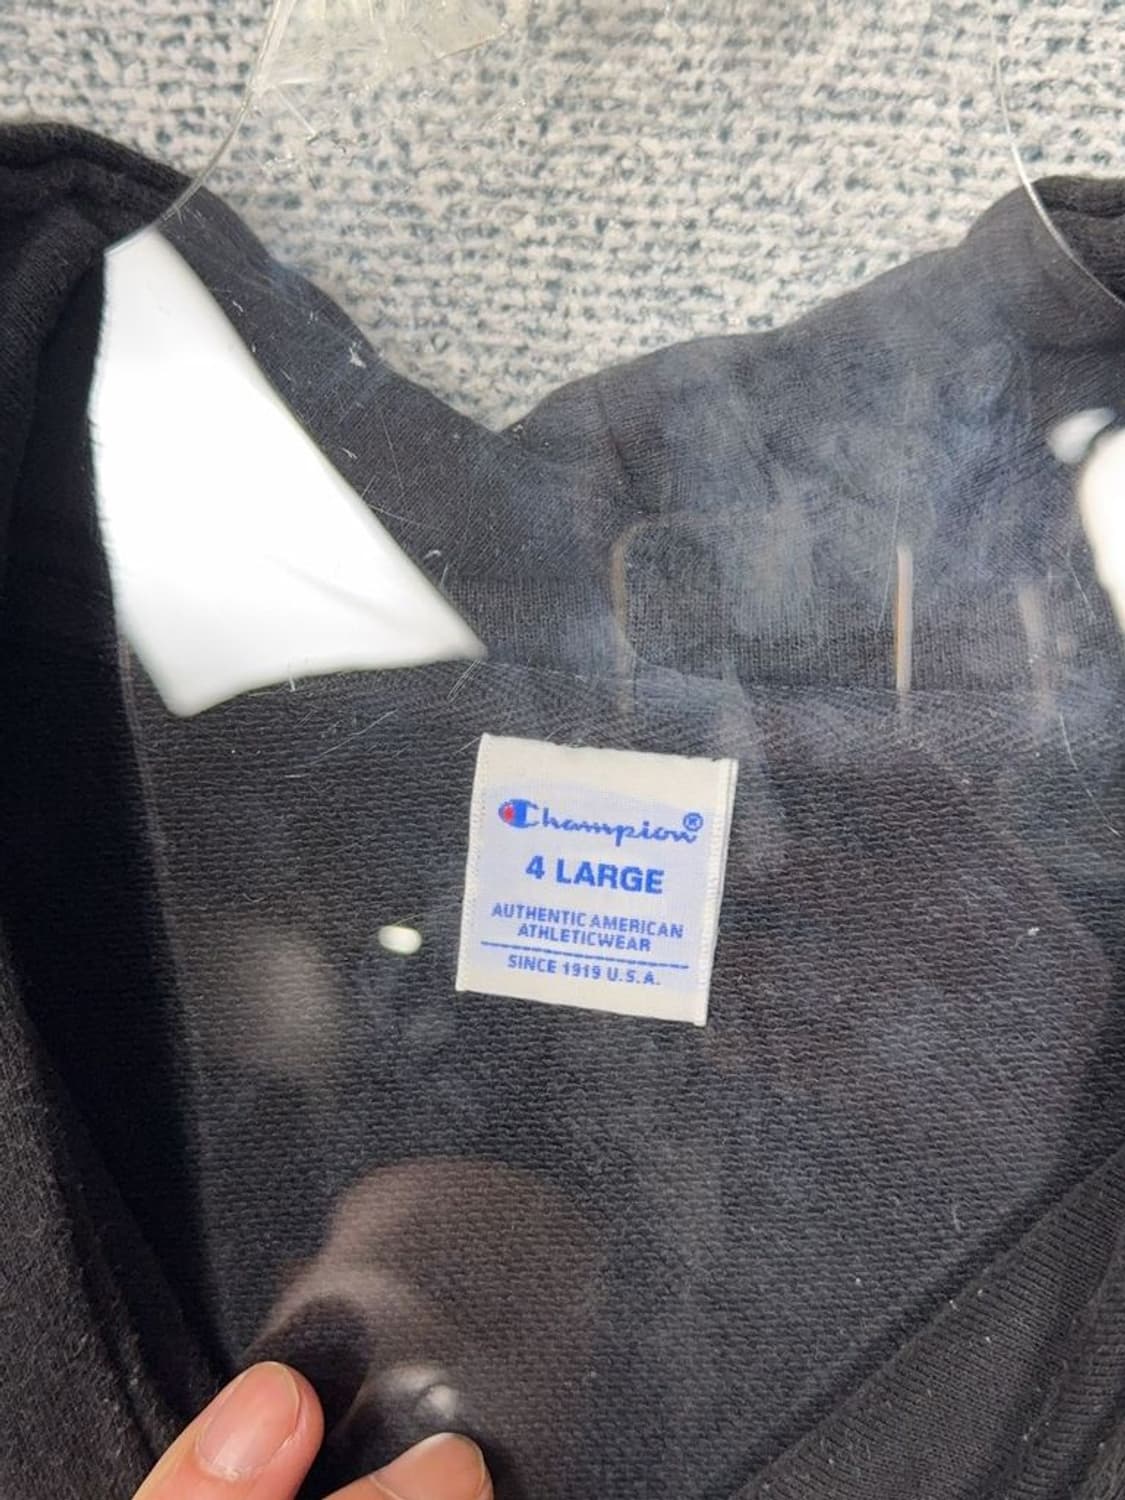 Champion®
4 LARGE
AUTHENTIC AMERICAN
ATHLETICWEAR
SINCE 1919 U.S.A.